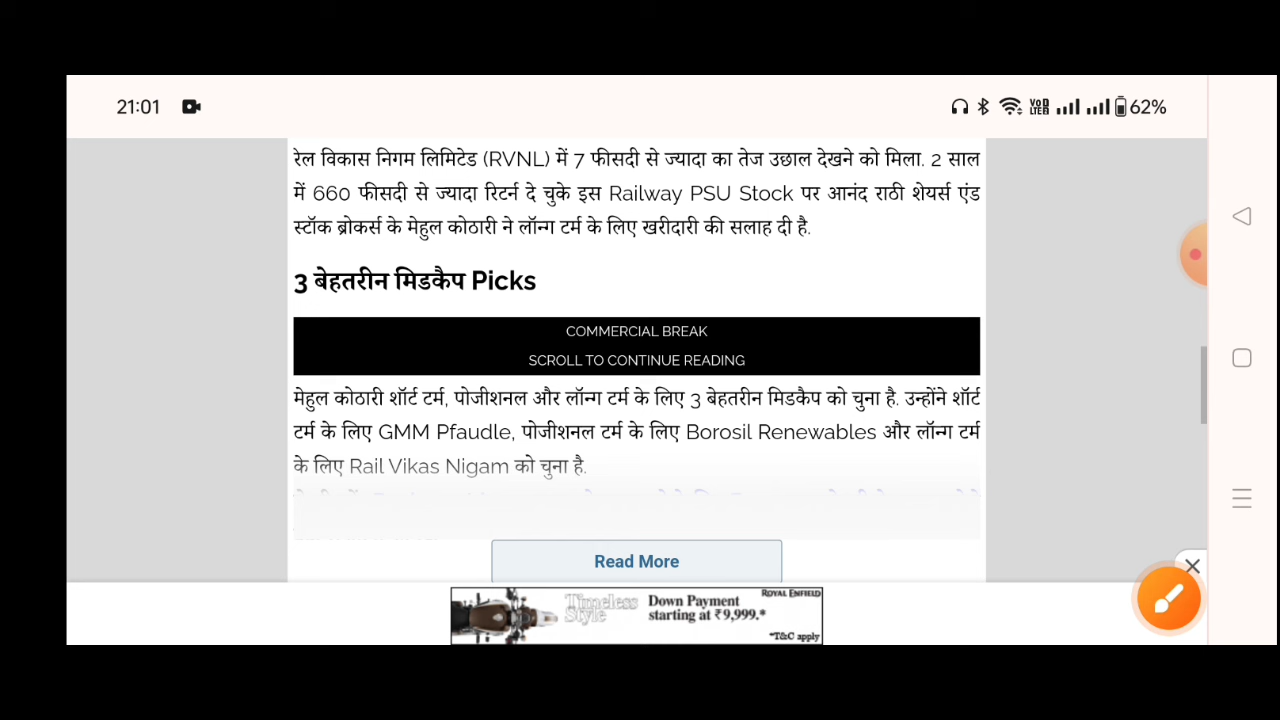 21:01
VoD LTED 62%
रेल विकास निगम लिमिटेड (RVNL) में 7 फीसदी से ज्यादा का तेज उछाल देखने को मिला. 2 साल
में 660 फीसदी से ज्यादा रिटर्न दे चुके इस Railway PSU Stock पर आनंद राठी शेयर्स एंड
स्टॉक ब्रोकर्स के मेहुल कोठारी ने लॉन्ग टर्म के लिए खरीदारी की सलाह दी है.
3 बेहतरीन मिडकैप Picks
COMMERCIAL BREAK
SCROLL TO CONTINUE READING
मेहुल कोठारी शॉर्ट टर्म, पोजीशनल और लॉन्ग टर्म के लिए 3 बेहतरीन मिडकैप को चुना है. उन्होंने शॉर्ट
टर्म के लिए GMM Pfaudle, पोजीशनल टर्म के लिए Borosil Renewables और लॉन्ग टर्म
के लिए Rail Vikas Nigam को चुना है.
Read More
Timeless
Style
Down Payment
starting at ₹9,999.*
ROYAL ENFIELD
*T&C apply